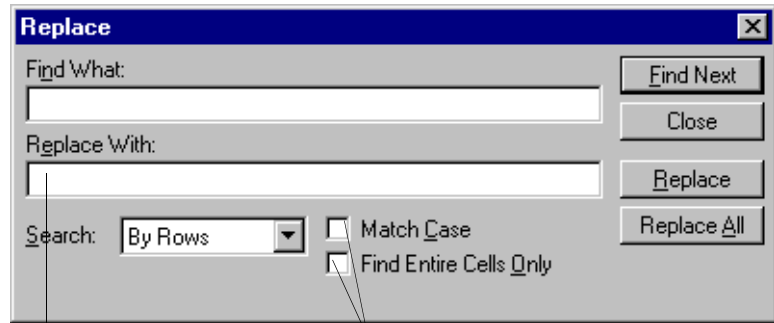 Replace
Find What:
Find Next
Close
Replace With:
Replace
Search: By Rows
Match Case
Replace All
Find Entire Cells Only